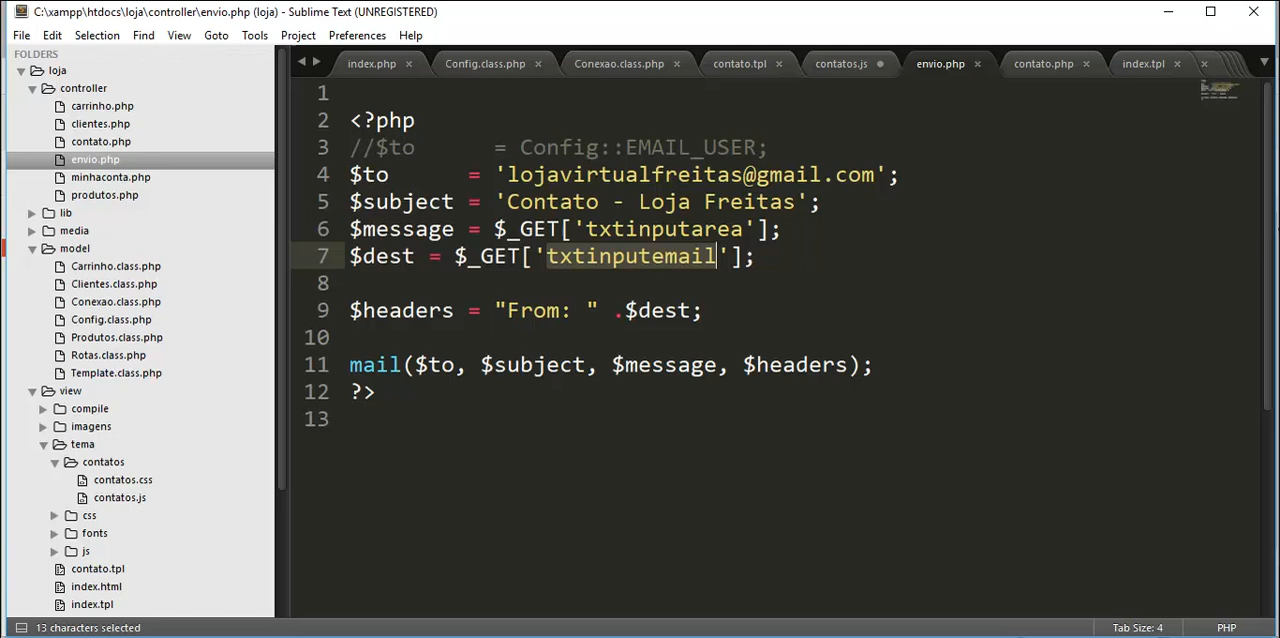 C:\xampp\htdocs\loja\controller\envio.php (loja) - Sublime Text (UNREGISTERED)
File Edit Selection Find View Goto Tools Project Preferences Help
FOLDERS
loja
controller
carrinho.php
clientes.php
contato.php
envio.php
minhaconta.php
produtos.php
lib
media
model
Carrinho.class.php
Clientes.class.php
Conexao.class.php
Config.class.php
Produtos.class.php
Rotas.class.php
Template.class.php
view
compile
imagens
tema
contatos
contatos.css
contatos.js
css
fonts
js
contato.tpl
index.html
index.tpl
index.php Config.class.php Conexao.class.php contato.tpl contatos.js envio.php contato.php index.tpl
1
2 <?php
3 //$to = Config::EMAIL_USER;
4 $to = 'lojavirtualfreitas@gmail.com';
5 $subject = 'Contato - Loja Freitas';
6 $message = $_GET['txtinputarea'];
7 $dest = $_GET['txtinputemail'];
8
9 $headers = "From: " .$dest;
10
11 mail($to, $subject, $message, $headers);
12 ?>
13
13 characters selected Tab Size: 4 PHP